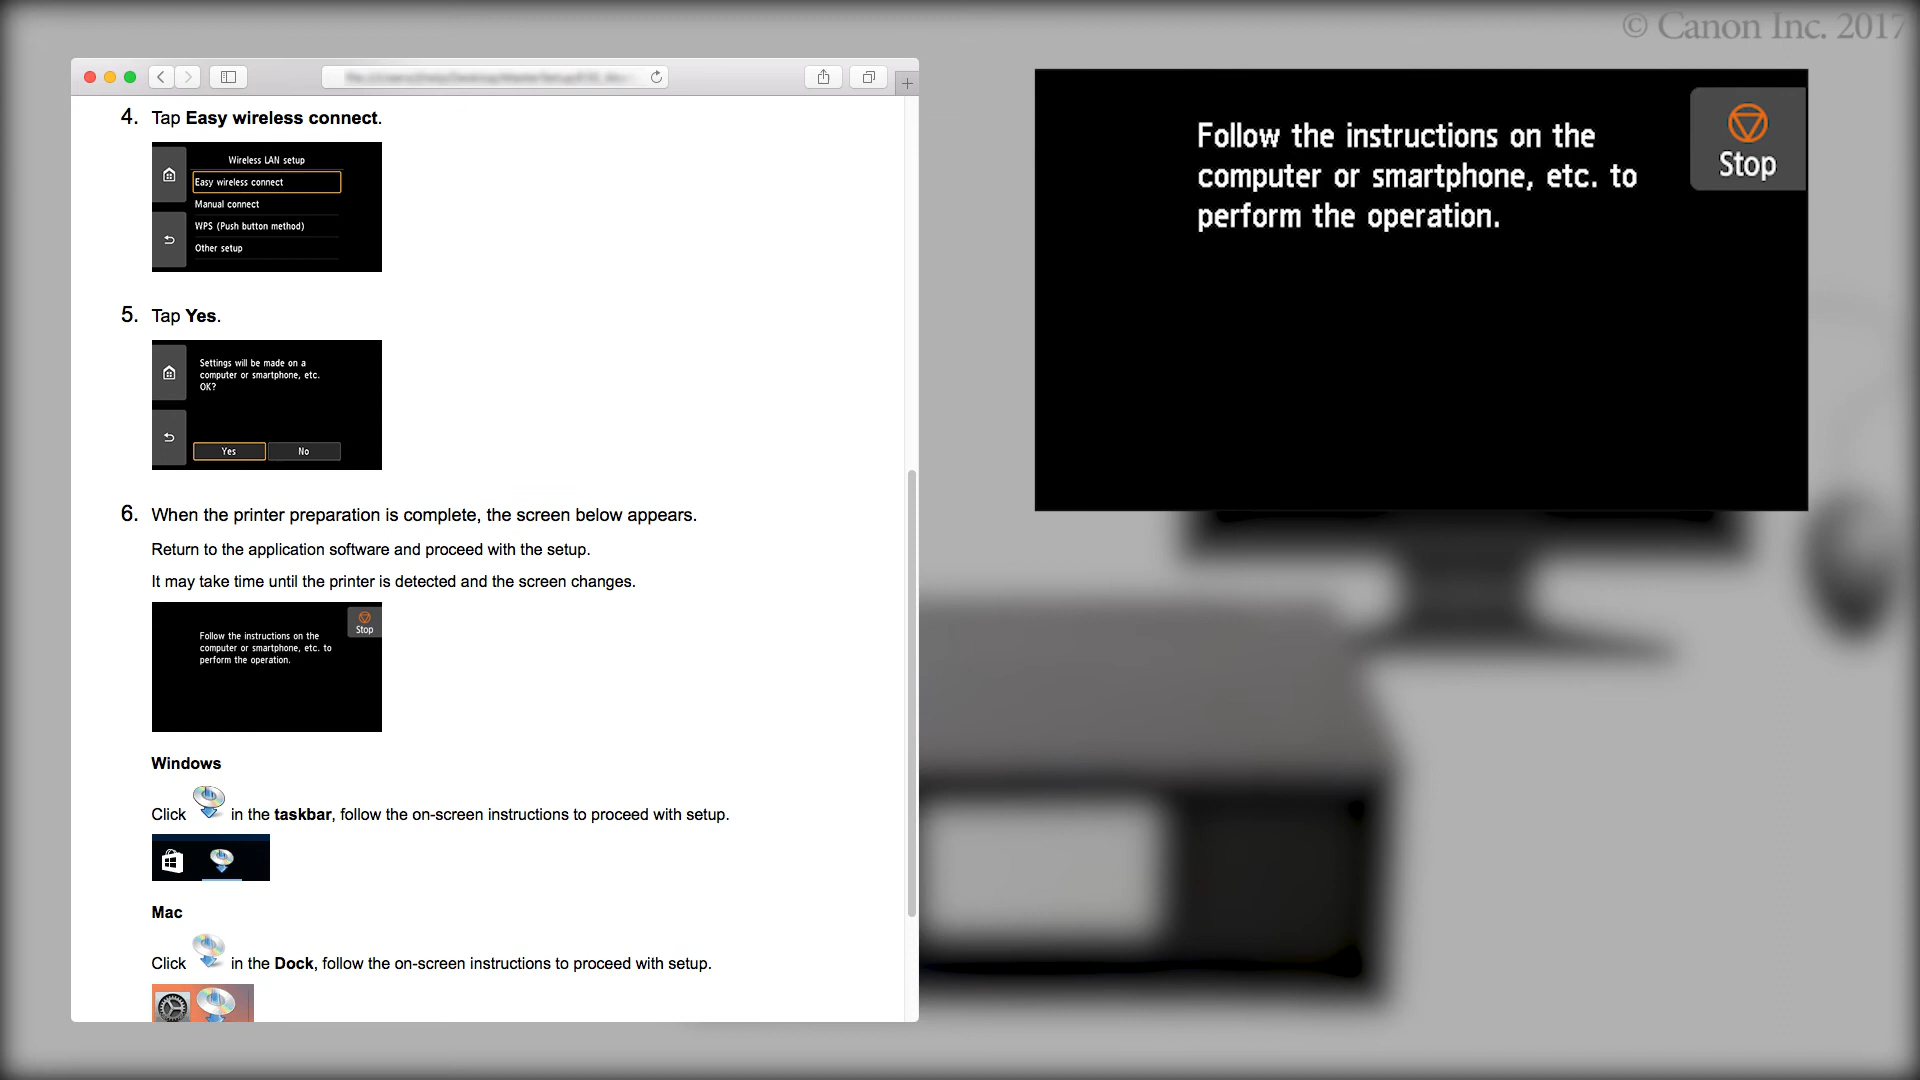 © Canon Inc. 2017
4. Tap Easy wireless connect.
Wireless LAN setup
Easy wireless connect
Manual connect
WPS (Push button method)
Other setup
5. Tap Yes.
Settings will be made on a
computer or smartphone, etc.
OK?
Yes No
6. When the printer preparation is complete, the screen below appears.
Return to the application software and proceed with the setup.
It may take time until the printer is detected and the screen changes.
Stop
Follow the instructions on the
computer or smartphone, etc. to
perform the operation.
Windows
Click in the taskbar, follow the on-screen instructions to proceed with setup.
Mac
Click in the Dock, follow the on-screen instructions to proceed with setup.
Follow the instructions on the
computer or smartphone, etc. to
perform the operation.
Stop